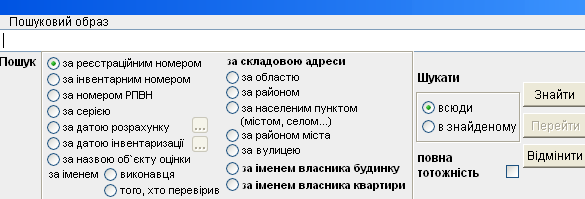 Пошуковий образ
Пошук
за реєстраційним номером
за інвентарним номером
за номером РПВН
за серією
за датою розрахунку ...
за датою інвентаризації ...
за назвою об`єкту оцінки
за іменем виконавця
того, хто перевірив
за складовою адреси
за областю
за районом
за населеним пунктом
(містом, селом...)
за районом міста
за вулицею
за іменем власника будинку
за іменем власника квартири
Шукати
всюди
в знайденому
повна
тотожність
Знайти
Перейти
Відмінити